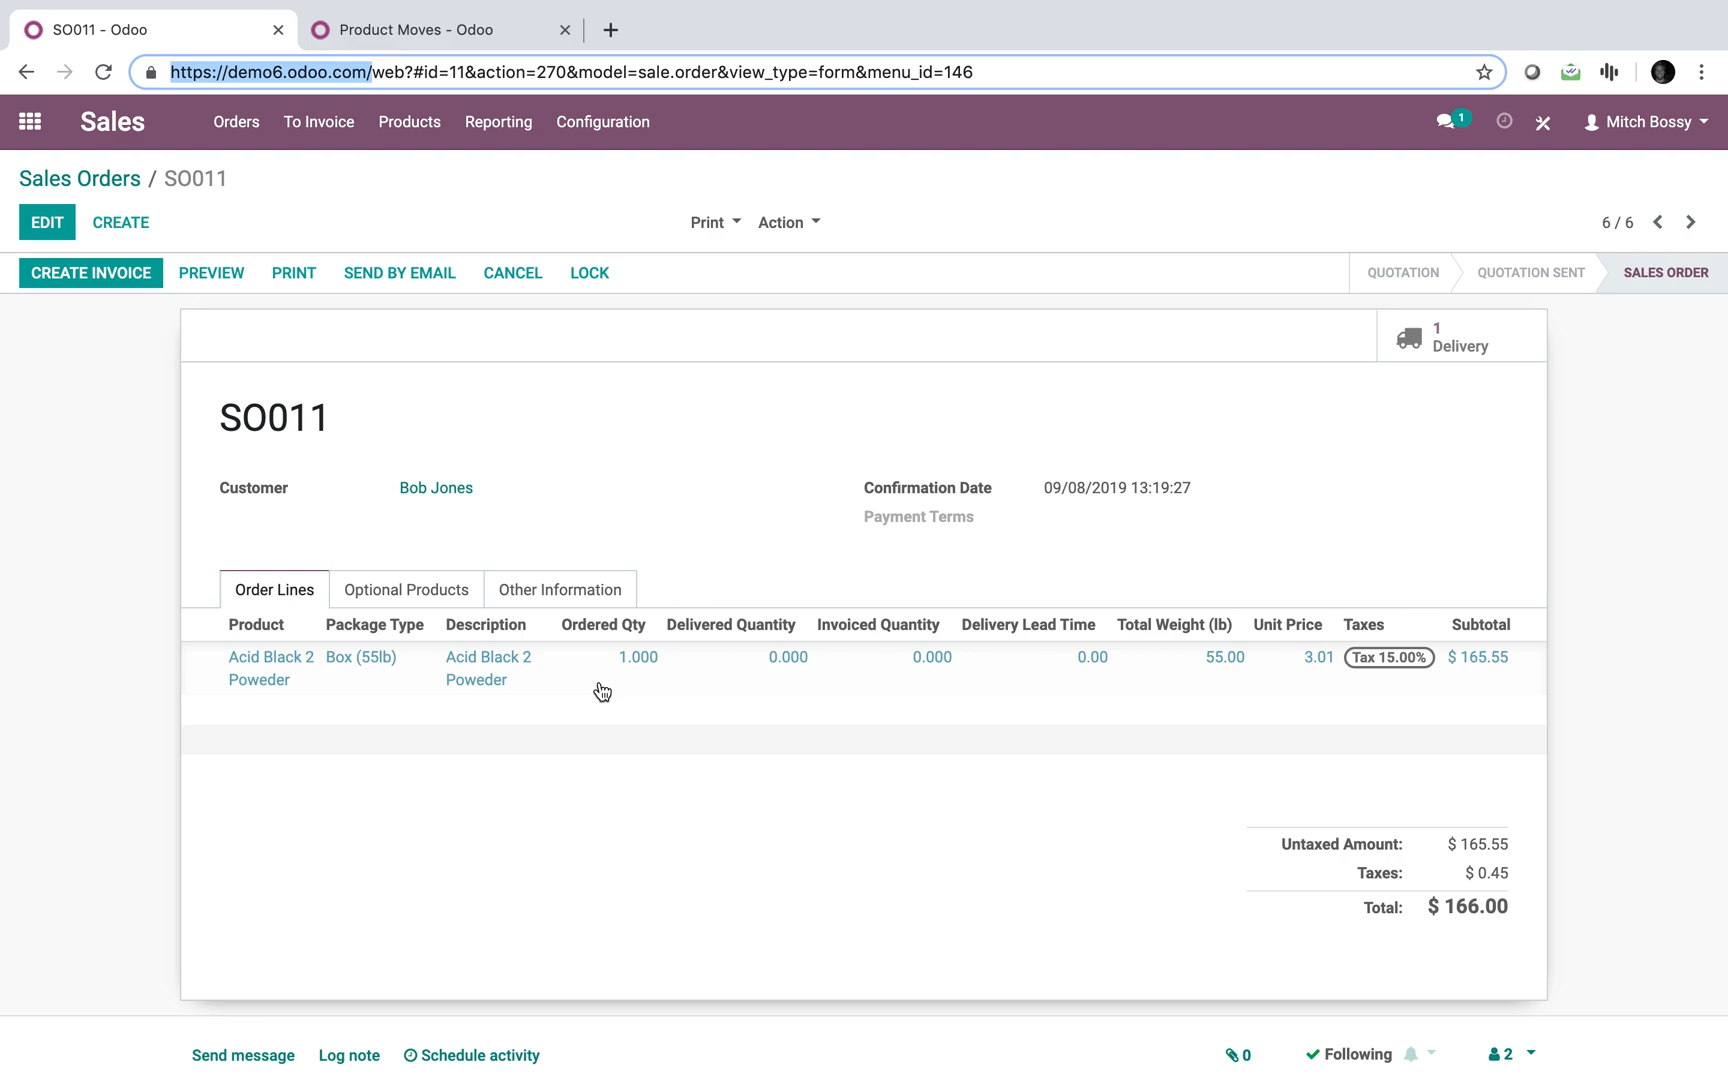 SO011 - Odoo
Product Moves - Odoo
https://demo6.odoo.com/web?#id=11&action=270&model=sale.order&view_type=form&menu_id=146
Sales Orders To Invoice Products Reporting Configuration 1 Mitch Bossy
Sales Orders / SO011
EDIT CREATE Print Action 6 / 6
CREATE INVOICE PREVIEW PRINT SEND BY EMAIL CANCEL LOCK QUOTATION QUOTATION SENT SALES ORDER
1
Delivery
SO011
Customer Bob Jones Confirmation Date 09/08/2019 13:19:27
Payment Terms
Order Lines Optional Products Other Information
Product Package Type Description Ordered Qty Delivered Quantity Invoiced Quantity Delivery Lead Time Total Weight (lb) Unit Price Taxes Subtotal
Acid Black 2 Box (55lb) Acid Black 2 1.000 0.000 0.000 0.00 55.00 3.01 Tax 15.00% $ 165.55
Poweder Poweder
Untaxed Amount: $ 165.55
Taxes: $ 0.45
Total: $ 166.00
Send message Log note Schedule activity 0 Following 2